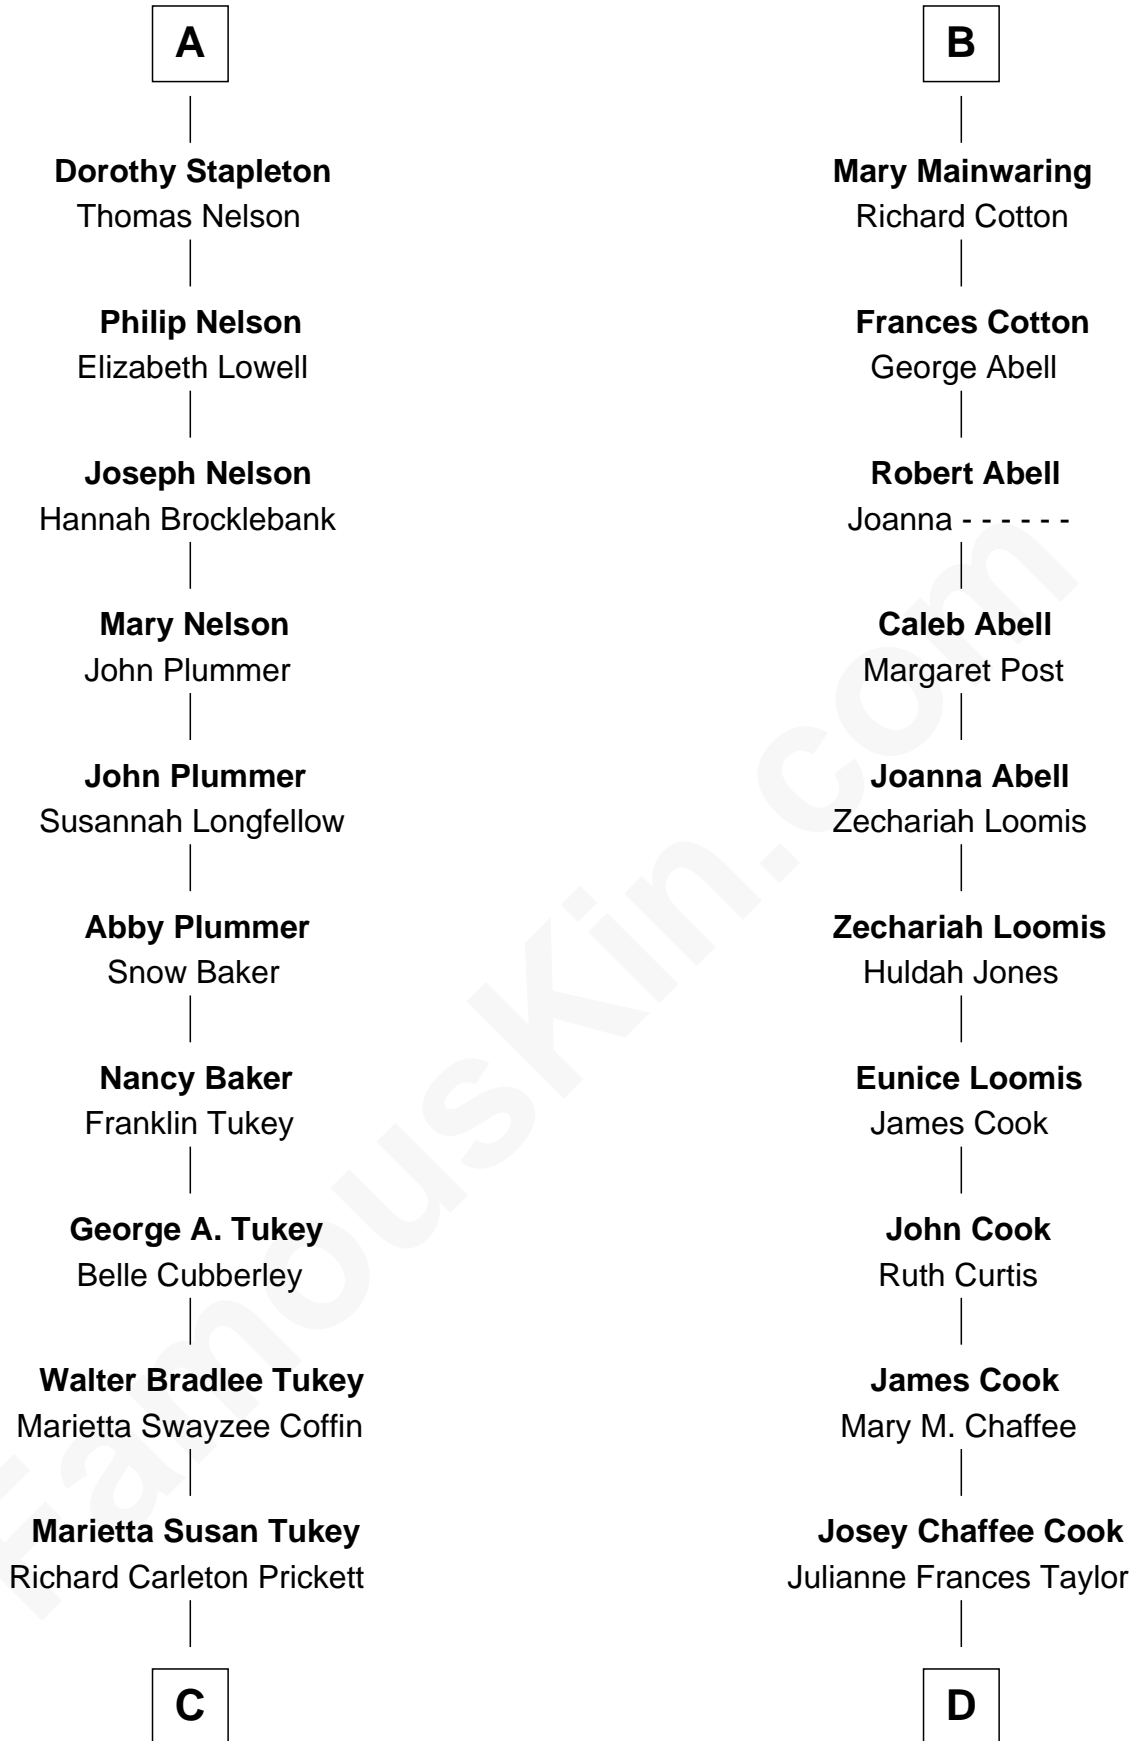 A
Dorothy Stapleton
Thomas Nelson
Philip Nelson
Elizabeth Lowell
Joseph Nelson
Hannah Brocklebank
Mary Nelson
John Plummer
John Plummer
Susannah Longfellow
Abby Plummer
Snow Baker
Nancy Baker
Franklin Tukey
George A. Tukey
Belle Cubberley
Walter Bradlee Tukey
Marietta Swayzee Coffin
Marietta Susan Tukey
Richard Carleton Prickett
C
B
Mary Mainwaring
Richard Cotton
Frances Cotton
George Abell
Robert Abell
Joanna - - - - - -
Caleb Abell
Margaret Post
Joanna Abell
Zechariah Loomis
Zechariah Loomis
Huldah Jones
Eunice Loomis
James Cook
John Cook
Ruth Curtis
James Cook
Mary M. Chaffee
Josey Chaffee Cook
Julianne Frances Taylor
D
FamousKin.com